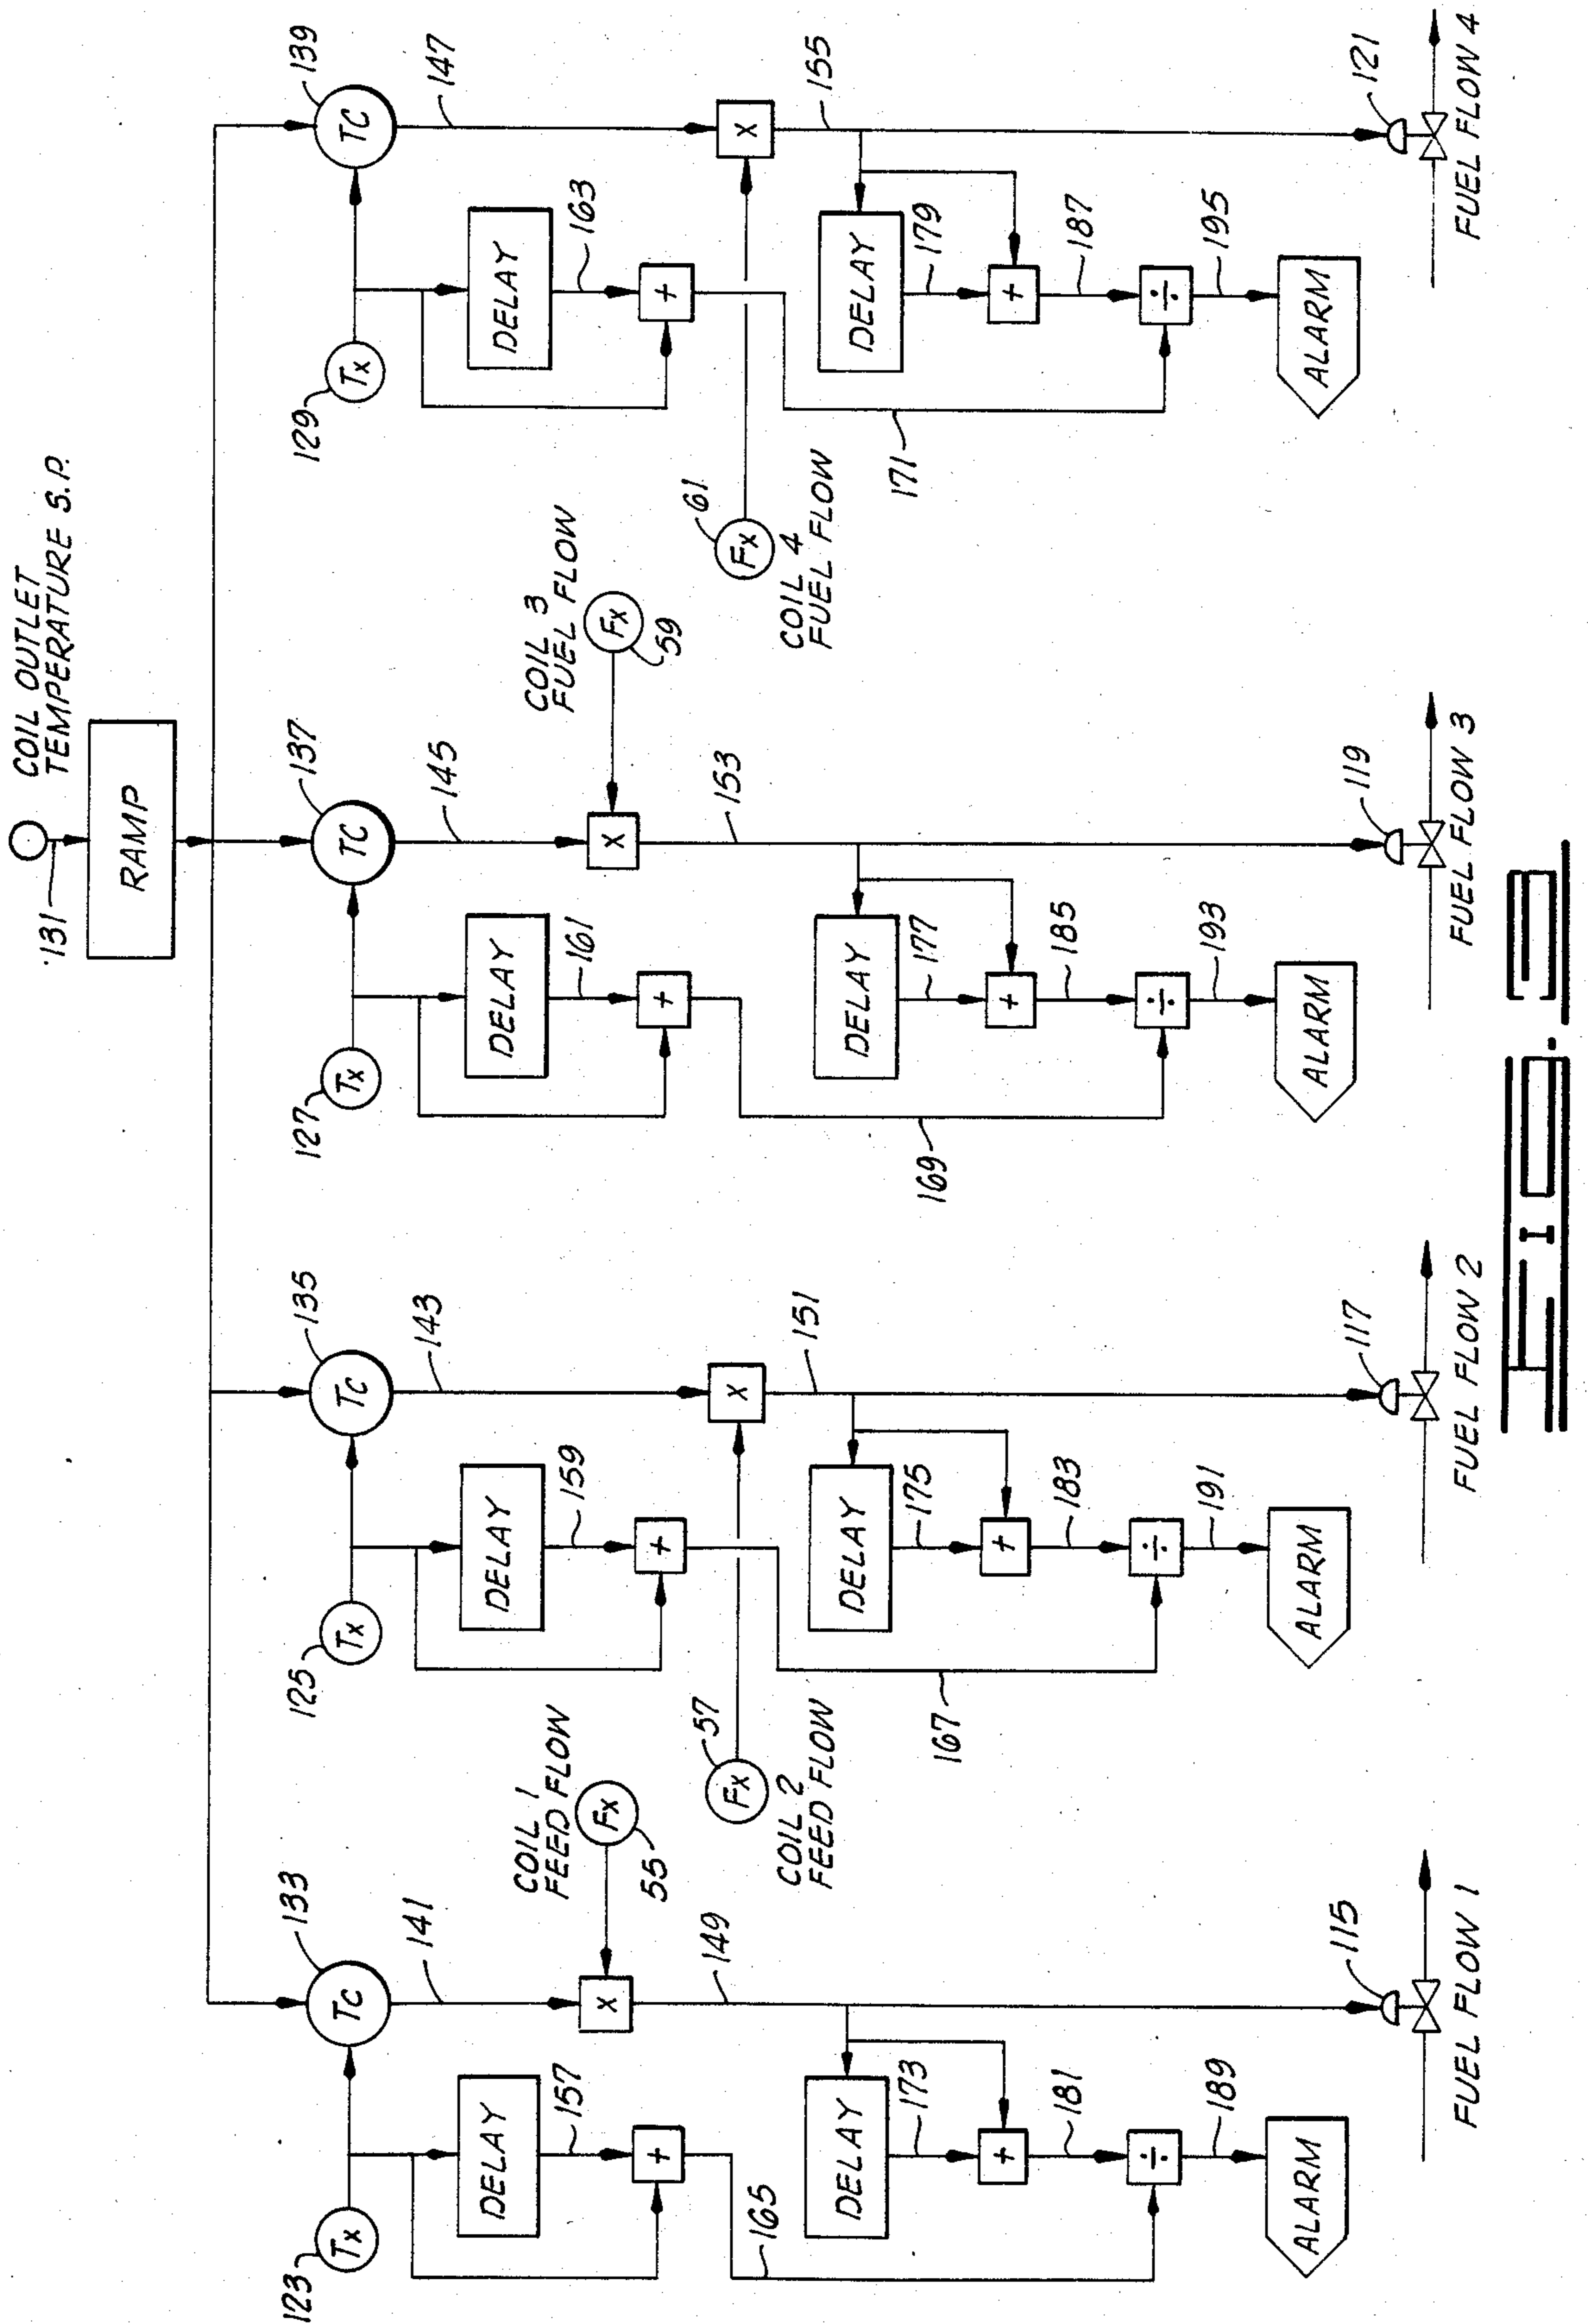 COIL OUTLET
TEMPERATURE S.P.
131
RAMP
133
135
137
139
Tc
Tc
TC
TC
123
Tx
125
Tx
127
Tx
129
Tx
141
143
145
147
DELAY
DELAY
DELAY
DELAY
157
159
161
163
+
+
+
+
COIL 1
FEED FLOW
Fx
55
X
COIL 2
FEED FLOW
Fx
57
X
COIL 3
FUEL FLOW
Fx
59
X
COIL 4
FUEL FLOW
Fx
61
X
149
151
153
155
165
167
169
171
DELAY
DELAY
DELAY
DELAY
173
175
177
179
+
+
+
+
181
183
185
187
÷
÷
÷
÷
189
191
193
195
ALARM
ALARM
ALARM
ALARM
115
117
119
121
FUEL FLOW 1
FUEL FLOW 2
FUEL FLOW 3
FUEL FLOW 4